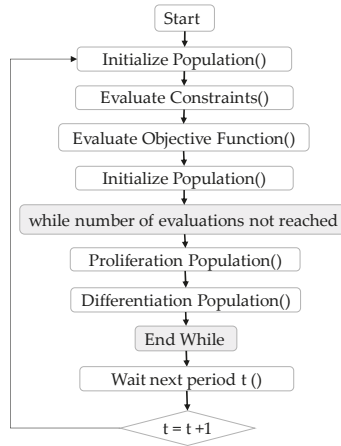 Start
Initialize Population()
Evaluate Constraints()
Evaluate Objective Function()
Initialize Population()
while number of evaluations not reached
Proliferation Population()
Differentiation Population()
End While
Wait next period t ()
t = t +1